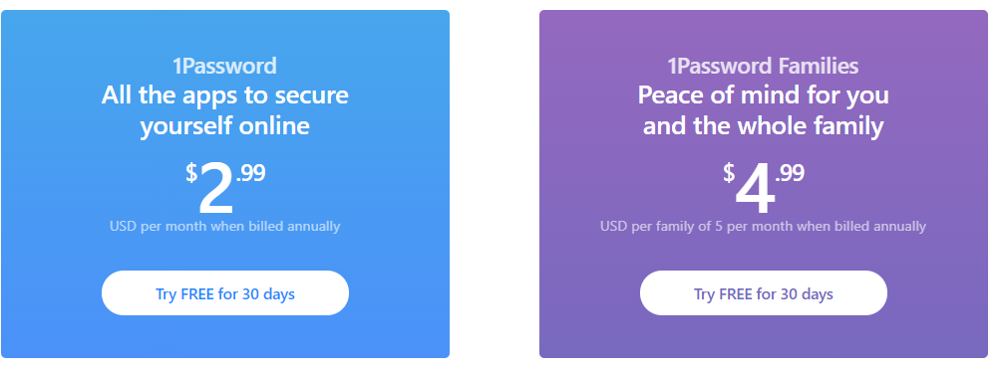 1Password
All the apps to secure
yourself online
$2.99
USD per month when billed annually
Try FREE for 30 days
1Password Families
Peace of mind for you
and the whole family
$4.99
USD per family of 5 per month when billed annually
Try FREE for 30 days